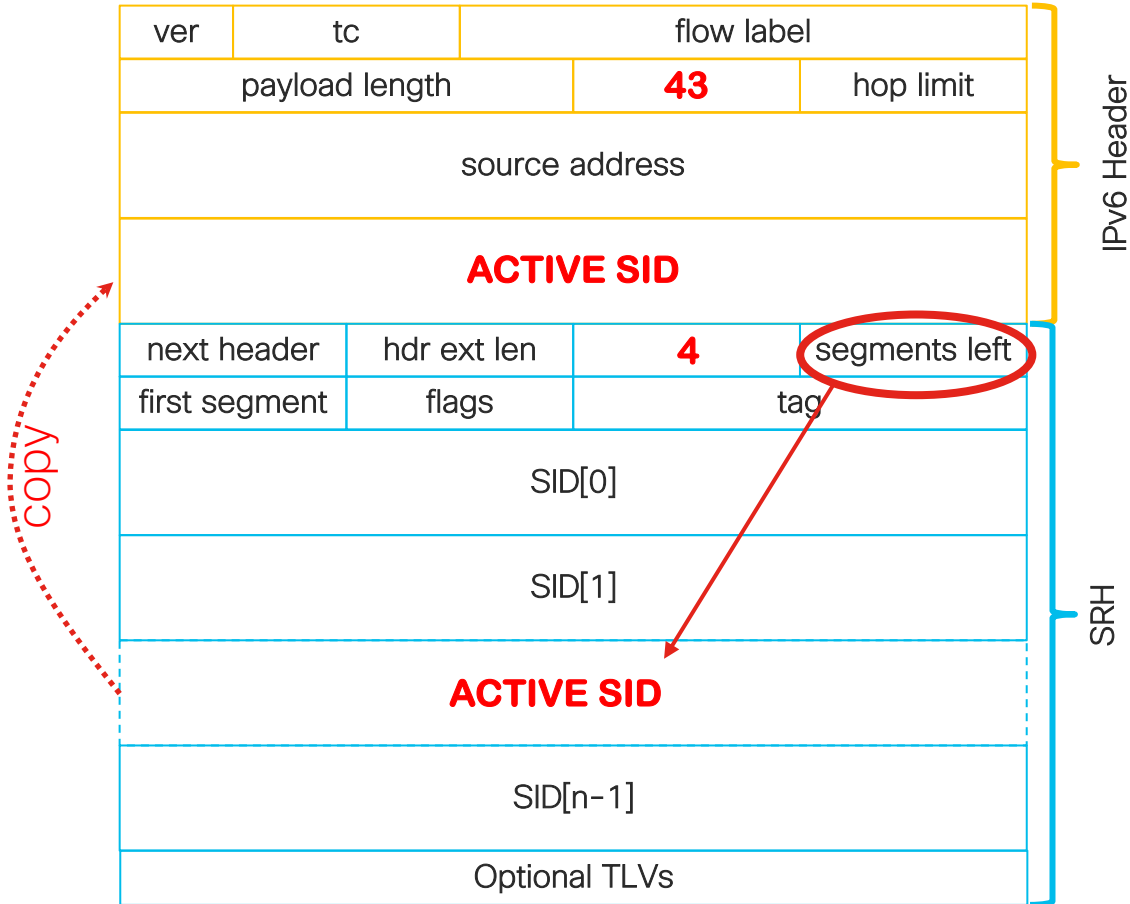 ver tc flow label
payload length 43 hop limit
source address
ACTIVE SID
IPv6 Header
next header hdr ext len 4 segments left
first segment flags tag
copy
SID[0]
SID[1]
SRH
ACTIVE SID
SID[n-1]
Optional TLVs